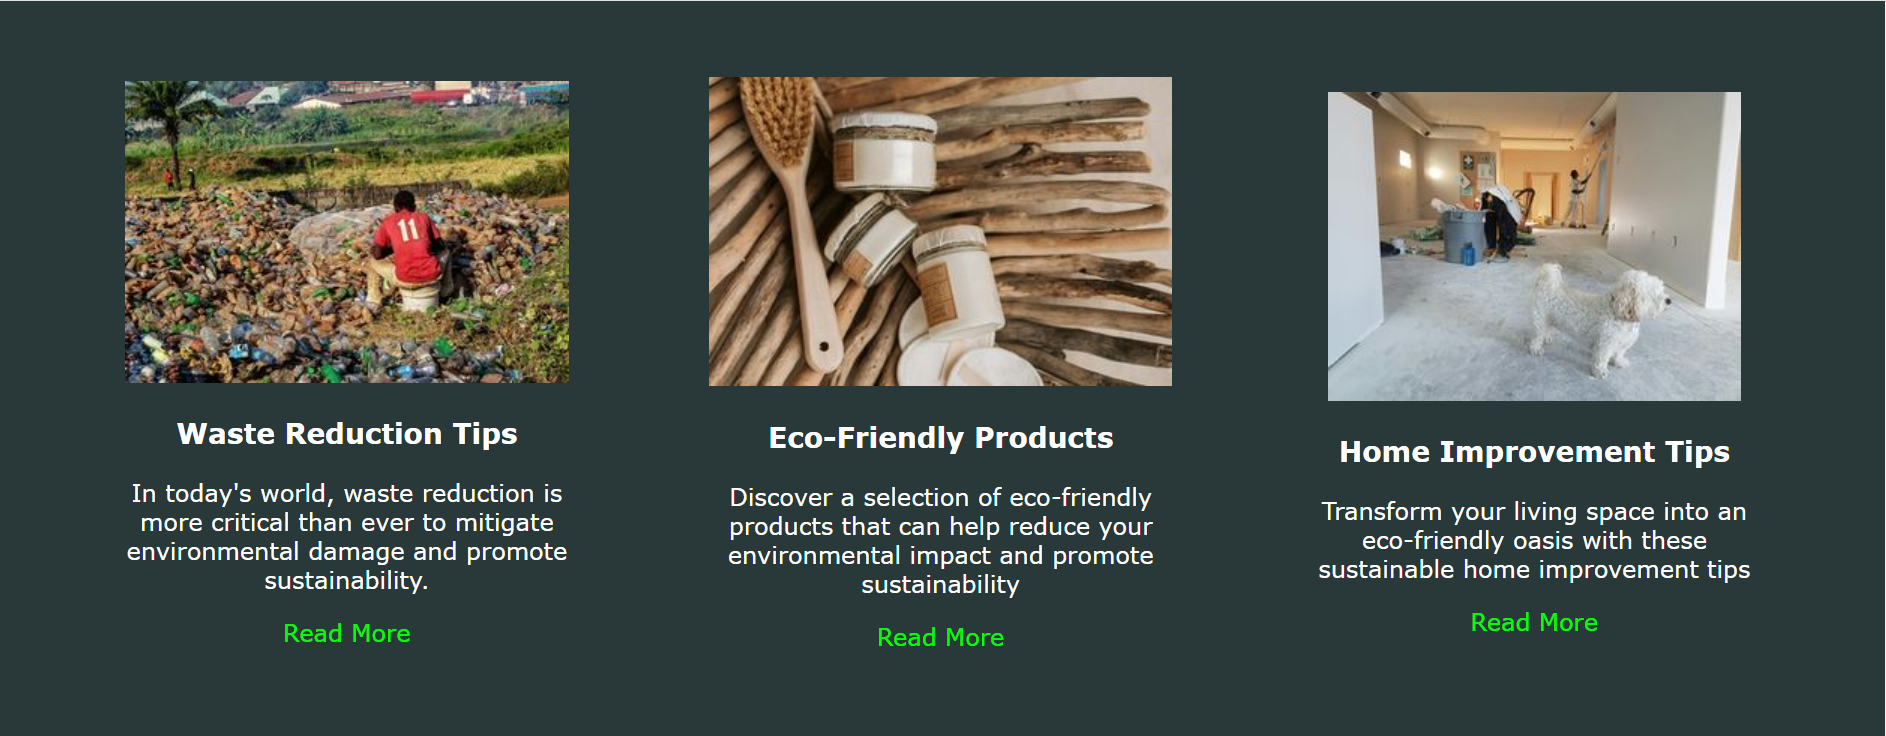 11
Waste Reduction Tips
In today's world, waste reduction is
more critical than ever to mitigate
environmental damage and promote
sustainability.
Read More
Eco-Friendly Products
Discover a selection of eco-friendly
products that can help reduce your
environmental impact and promote
sustainability
Read More
Home Improvement Tips
Transform your living space into an
eco-friendly oasis with these
sustainable home improvement tips
Read More